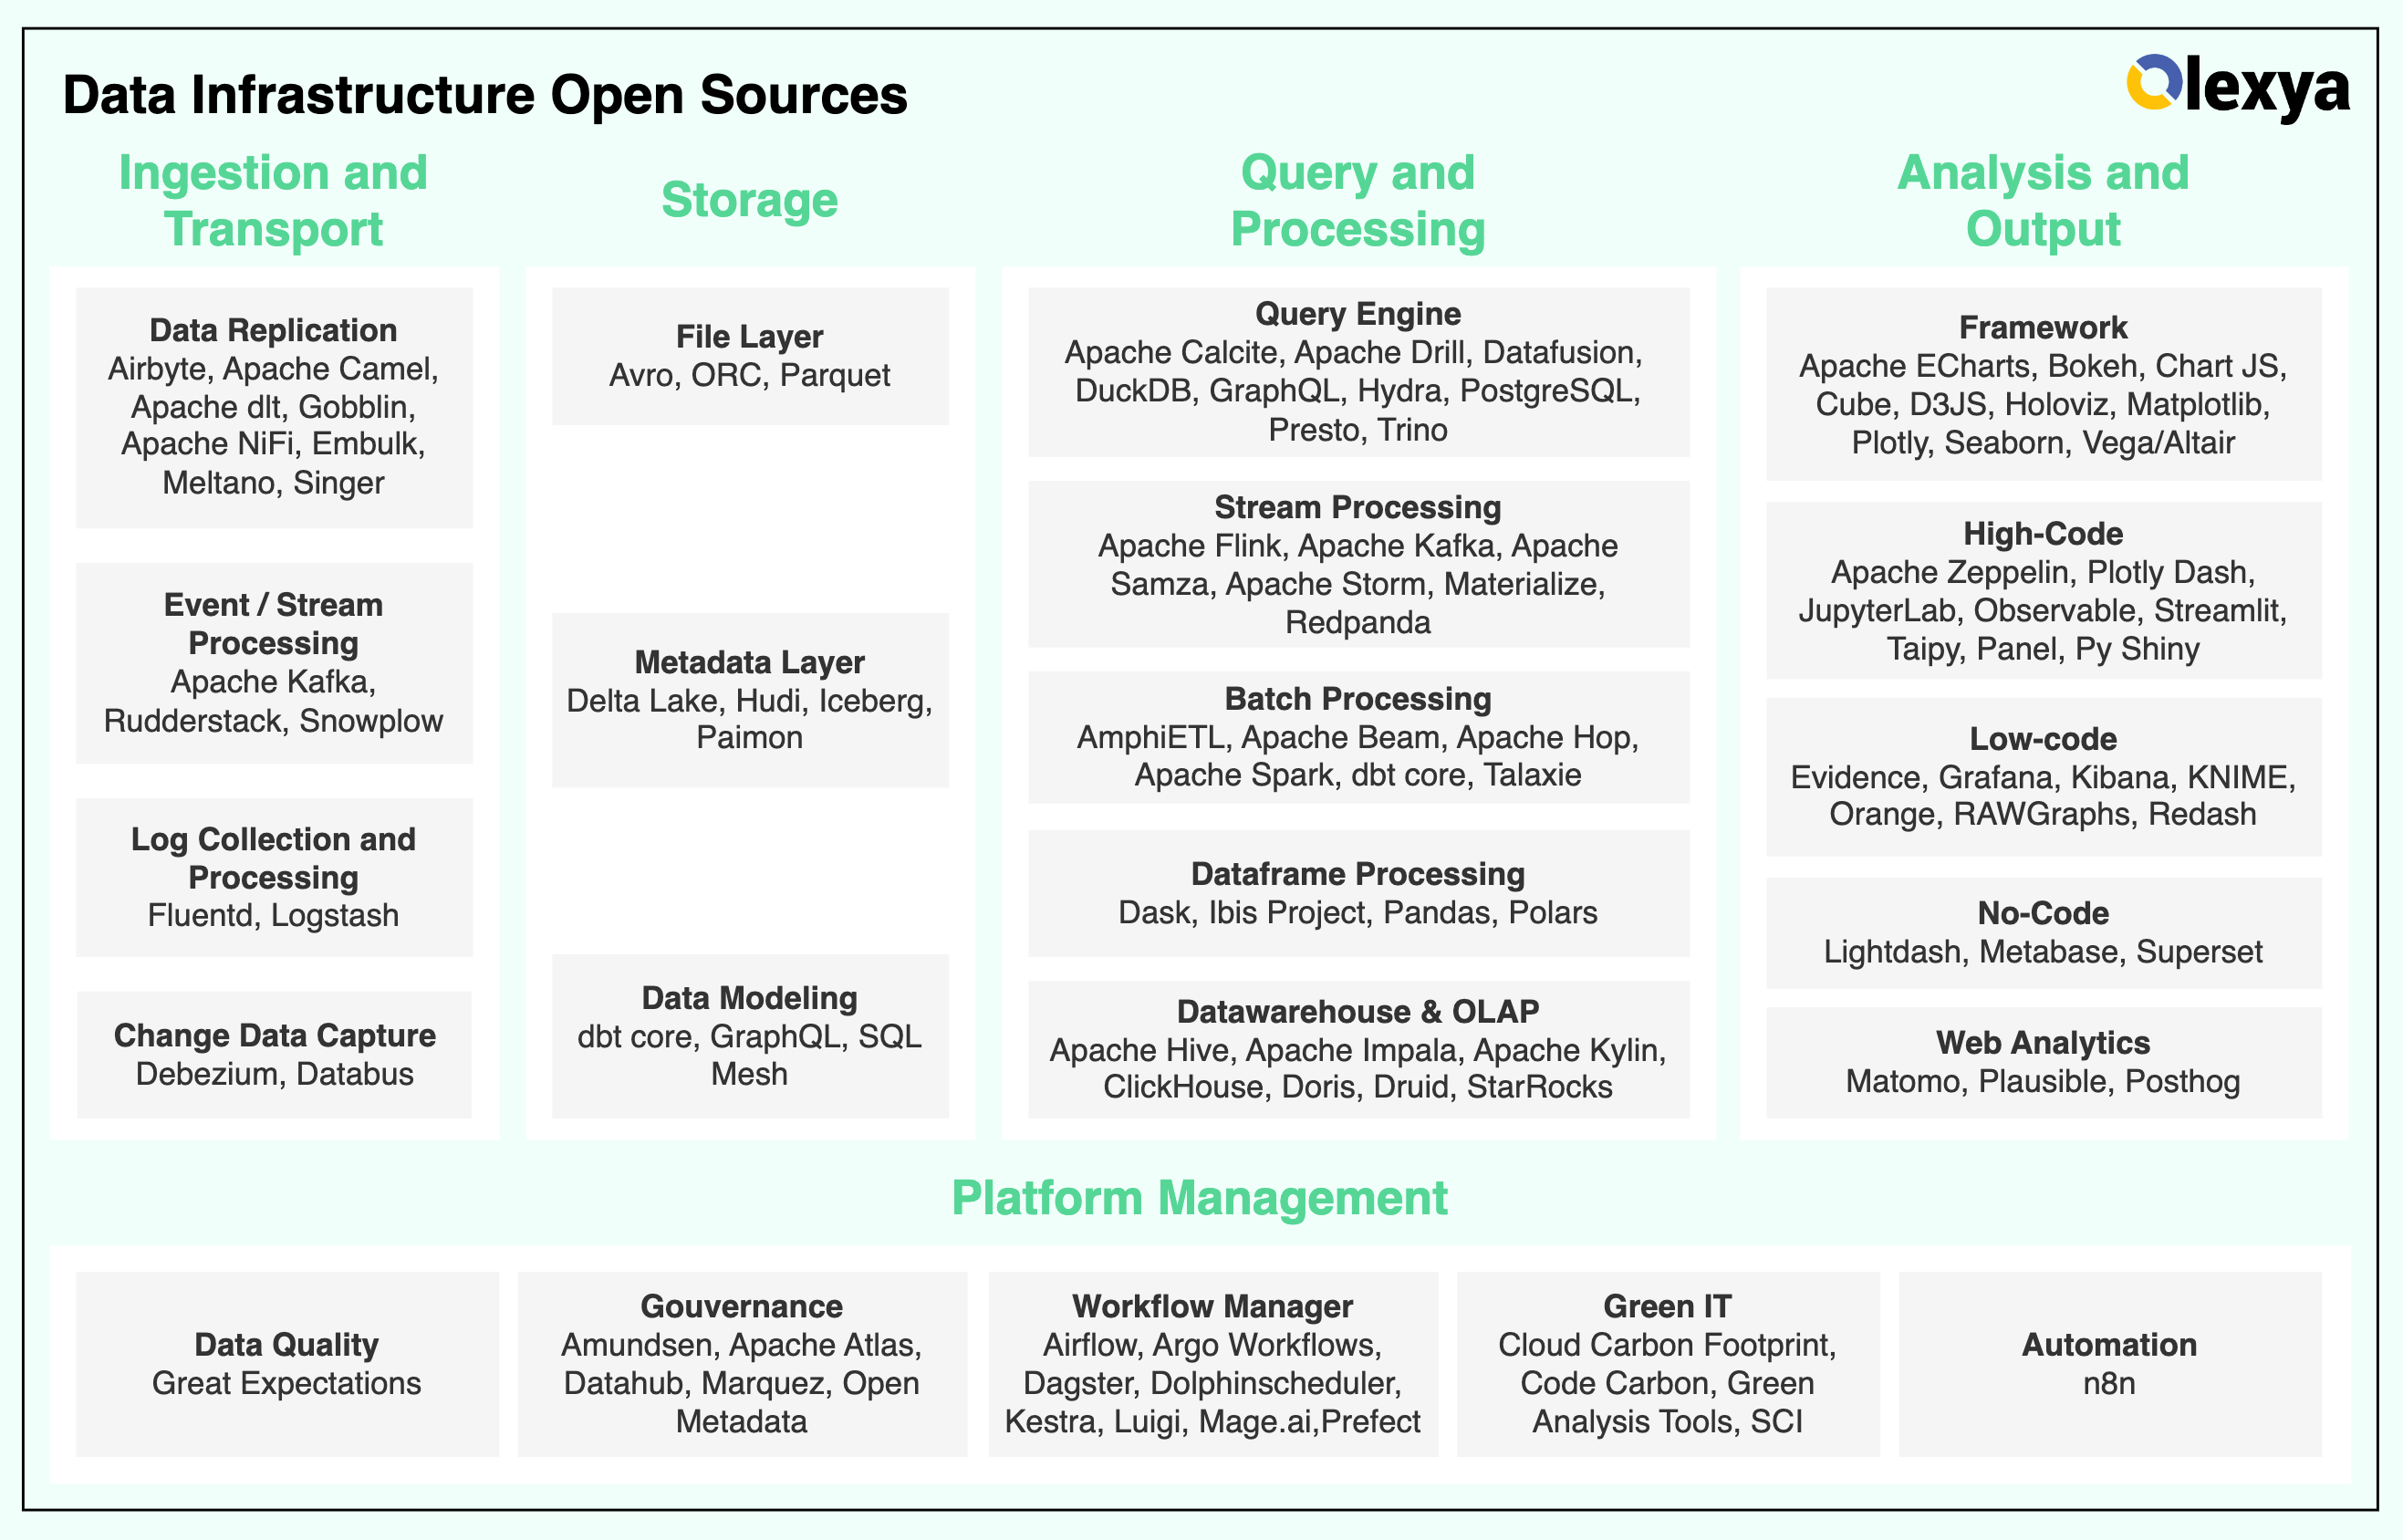 Data Infrastructure Open Sources
Olexya
Ingestion and
Transport
Data Replication
Airbyte, Apache Camel,
Apache dlt, Gobblin,
Apache NiFi, Embulk,
Meltano, Singer
Event / Stream
Processing
Apache Kafka,
Rudderstack, Snowplow
Log Collection and
Processing
Fluentd, Logstash
Change Data Capture
Debezium, Databus
Storage
File Layer
Avro, ORC, Parquet
Metadata Layer
Delta Lake, Hudi, Iceberg,
Paimon
Data Modeling
dbt core, GraphQL, SQL
Mesh
Query and
Processing
Query Engine
Apache Calcite, Apache Drill, Datafusion,
DuckDB, GraphQL, Hydra, PostgreSQL,
Presto, Trino
Stream Processing
Apache Flink, Apache Kafka, Apache
Samza, Apache Storm, Materialize,
Redpanda
Batch Processing
AmphiETL, Apache Beam, Apache Hop,
Apache Spark, dbt core, Talaxie
Dataframe Processing
Dask, Ibis Project, Pandas, Polars
Datawarehouse & OLAP
Apache Hive, Apache Impala, Apache Kylin,
ClickHouse, Doris, Druid, StarRocks
Analysis and
Output
Framework
Apache ECharts, Bokeh, Chart JS,
Cube, D3JS, Holoviz, Matplotlib,
Plotly, Seaborn, Vega/Altair
High-Code
Apache Zeppelin, Plotly Dash,
JupyterLab, Observable, Streamlit,
Taipy, Panel, Py Shiny
Low-code
Evidence, Grafana, Kibana, KNIME,
Orange, RAWGraphs, Redash
No-Code
Lightdash, Metabase, Superset
Web Analytics
Matomo, Plausible, Posthog
Platform Management
Data Quality
Great Expectations
Gouvernance
Amundsen, Apache Atlas,
Datahub, Marquez, Open
Metadata
Workflow Manager
Airflow, Argo Workflows,
Dagster, Dolphinscheduler,
Kestra, Luigi, Mage.ai,Prefect
Green IT
Cloud Carbon Footprint,
Code Carbon, Green
Analysis Tools, SCI
Automation
n8n